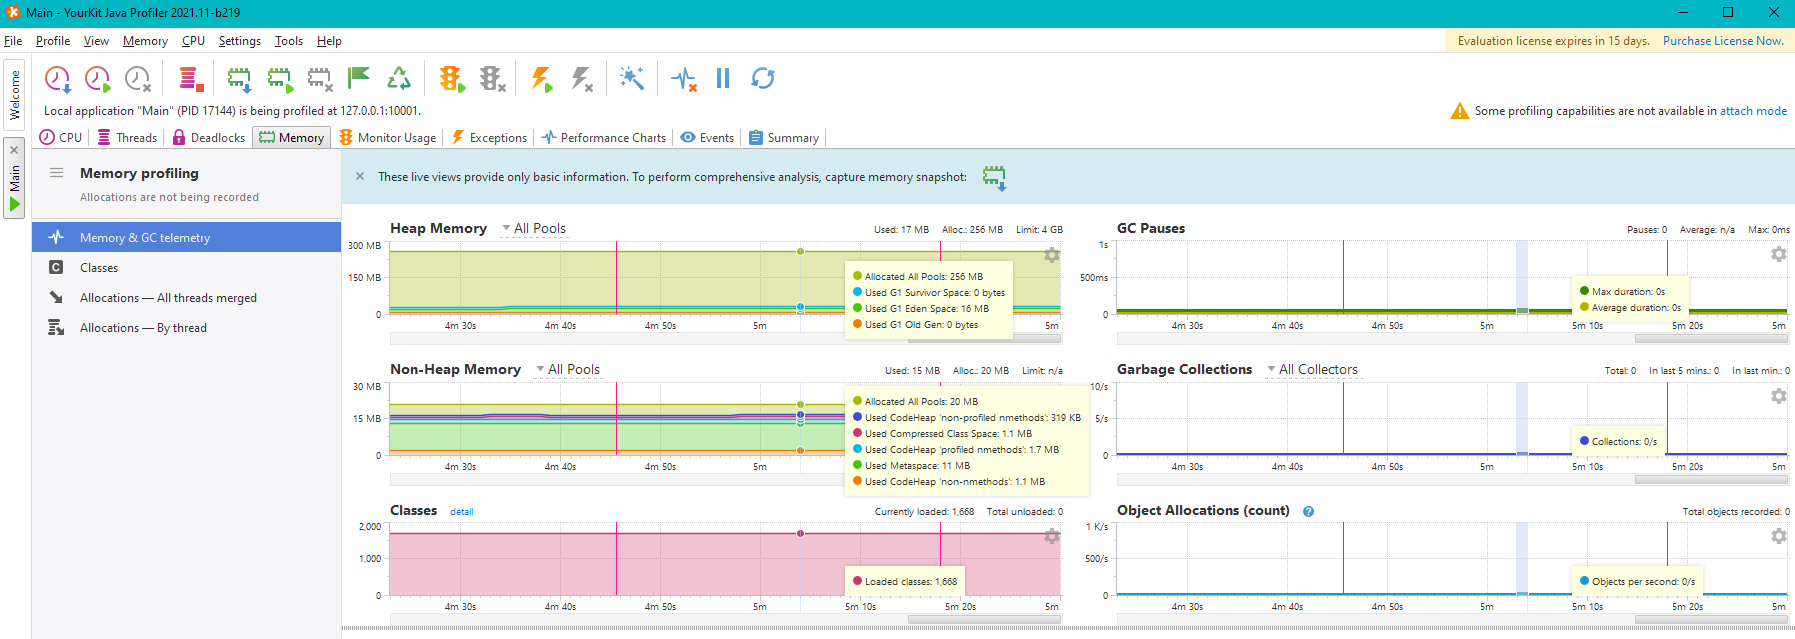 Main - YourKit Java Profiler 2021.11-b219
File Profile View Memory CPU Settings Tools Help
Evaluation license expires in 15 days. Purchase License Now.
Welcome
Main
Local application "Main" (PID 17144) is being profiled at 127.0.0.1:10001.
Some profiling capabilities are not available in attach mode
CPU Threads Deadlocks Memory Monitor Usage Exceptions Performance Charts Events Summary
Memory profiling
Allocations are not being recorded
Memory & GC telemetry
Classes
Allocations — All threads merged
Allocations — By thread
These live views provide only basic information. To perform comprehensive analysis, capture memory snapshot:
Heap Memory All Pools Used: 17 MB Alloc.: 256 MB Limit: 4 GB
300 MB
150 MB
0
Allocated All Pools: 256 MB
Used G1 Survivor Space: 0 bytes
Used G1 Eden Space: 16 MB
Used G1 Old Gen: 0 bytes
4m 30s 4m 40s 4m 50s 5m 5m 10s 5m 20s 5m
GC Pauses Pauses: 0 Average: n/a Max: 0ms
1s
500ms
0
Max duration: 0s
Average duration: 0s
4m 30s 4m 40s 4m 50s 5m 5m 10s 5m 20s 5m
Non-Heap Memory All Pools Used: 15 MB Alloc.: 20 MB Limit: n/a
30 MB
15 MB
0
Allocated All Pools: 20 MB
Used CodeHeap 'non-profiled nmethods': 319 KB
Used Compressed Class Space: 1.1 MB
Used CodeHeap 'profiled nmethods': 1.7 MB
Used Metaspace: 11 MB
Used CodeHeap 'non-nmethods': 1.1 MB
4m 30s 4m 40s 4m 50s 5m
Garbage Collections All Collectors Total: 0 In last 5 mins.: 0 In last min.: 0
10/s
5/s
0
Collections: 0/s
4m 30s 4m 40s 4m 50s 5m 5m 10s 5m 20s 5m
Classes detail Currently loaded: 1,668 Total unloaded: 0
2,000
1,000
0
Loaded classes: 1,668
4m 30s 4m 40s 4m 50s 5m 5m 10s 5m 20s 5m
Object Allocations (count) ? Total objects recorded: 0
1 K/s
500/s
0
Objects per second: 0/s
4m 30s 4m 40s 4m 50s 5m 5m 10s 5m 20s 5m